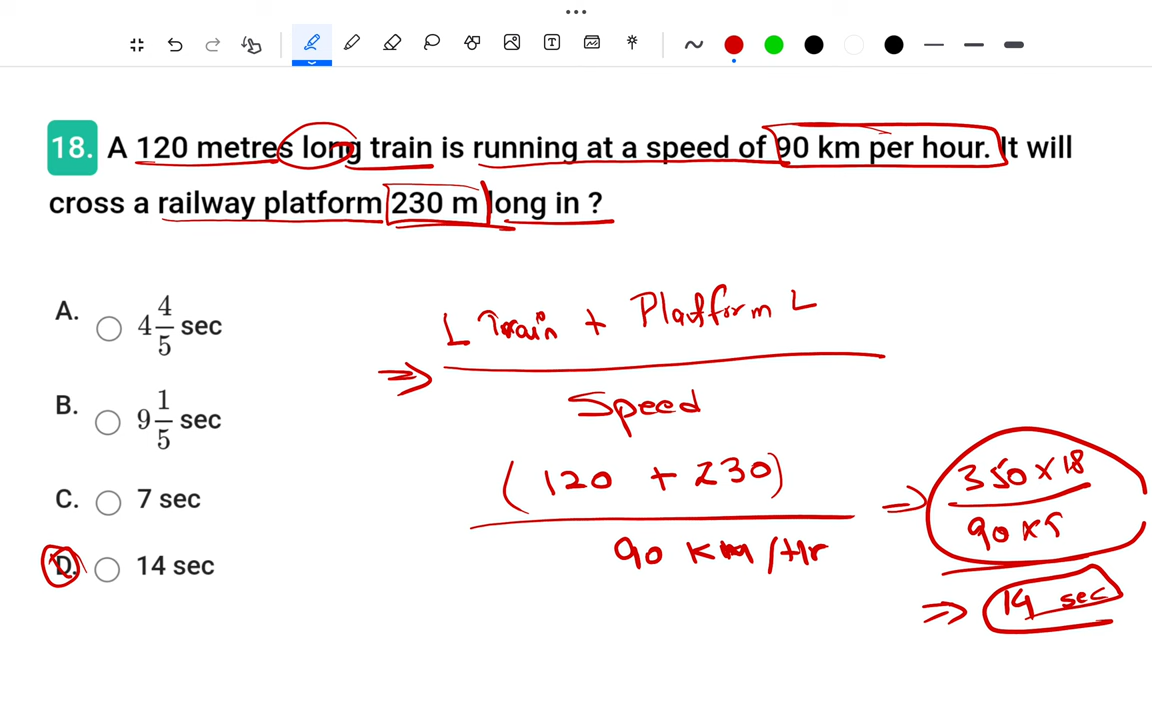 18. A 120 metres long train is running at a speed of 90 km per hour. It will
cross a railway platform 230 m long in ?
A. 4 4/5 sec
B. 9 1/5 sec
C. 7 sec
D. 14 sec
⇒ L Train + Platform L
Speed
(120 + 230)
90 KM/Hr
⇒ 350 x 18
90 x 5
⇒ 14 sec